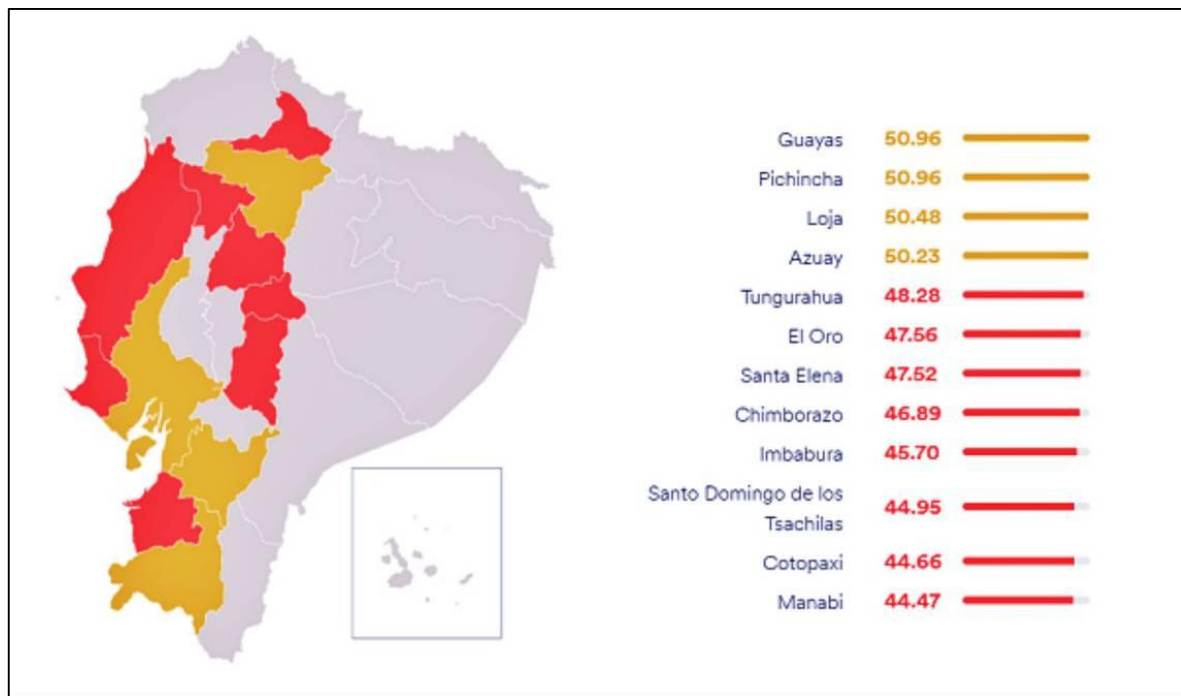 Guayas 50.96
Pichincha 50.96
Loja 50.48
Azuay 50.23
Tungurahua 48.28
El Oro 47.56
Santa Elena 47.52
Chimborazo 46.89
Imbabura 45.70
Santo Domingo de los
Tsachilas 44.95
Cotopaxi 44.66
Manabi 44.47